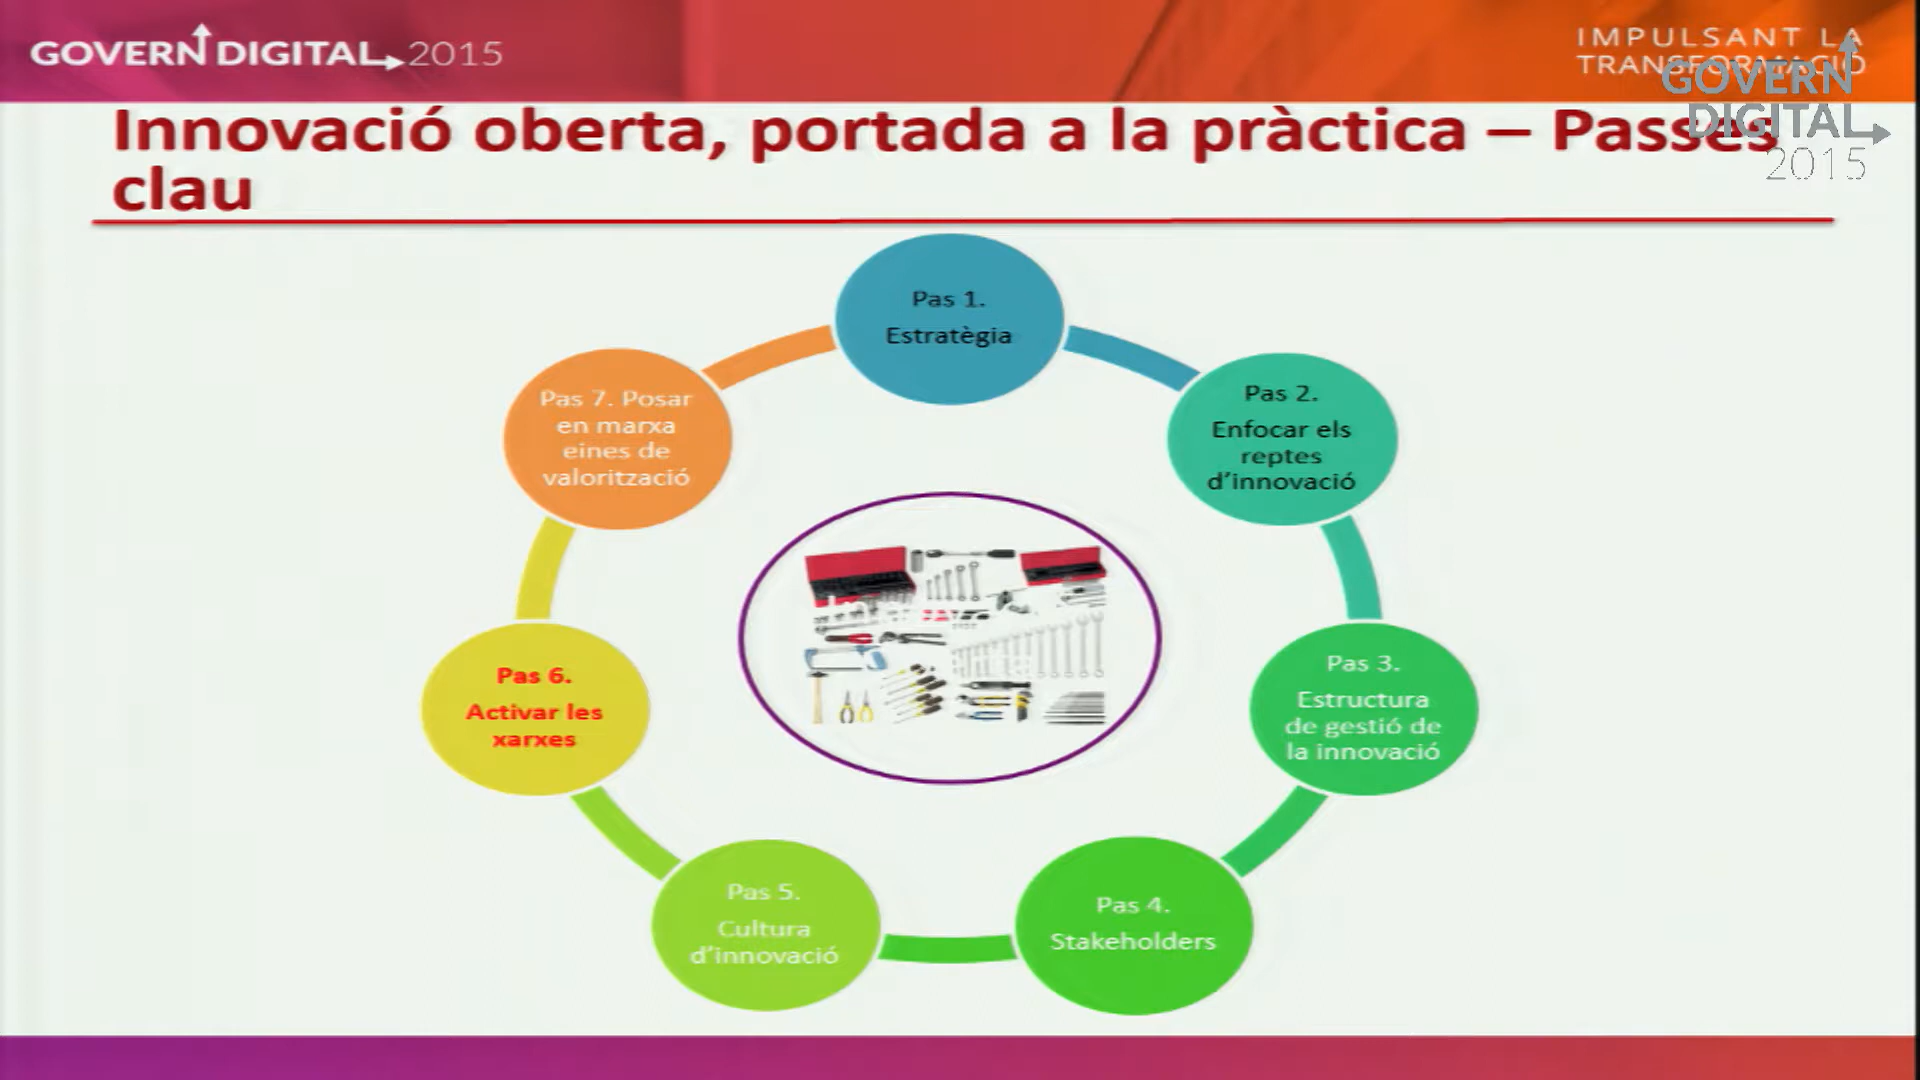 GOVERN DIGITAL 2015
IMPULSANT LA
TRANSFORMACIÓ
GOVERN
DIGITAL
2015
Innovació oberta, portada a la pràctica – Passes
clau
Pas 1.
Estratègia
Pas 2.
Enfocar els
reptes
d’innovació
Pas 3.
Estructura
de gestió de
la innovació
Pas 4.
Stakeholders
Pas 5.
Cultura
d’innovació
Pas 6.
Activar les
xarxes
Pas 7. Posar
en marxa
eines de
valorització